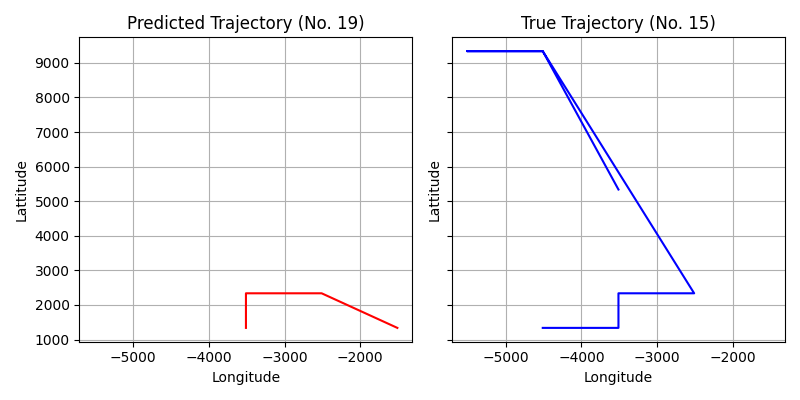 Predicted Trajectory (No. 19)
True Trajectory (No. 15)
9000
8000
7000
6000
5000
4000
3000
2000
1000
Lattitude
Lattitude
−5000
−4000
−3000
−2000
−5000
−4000
−3000
−2000
Longitude
Longitude